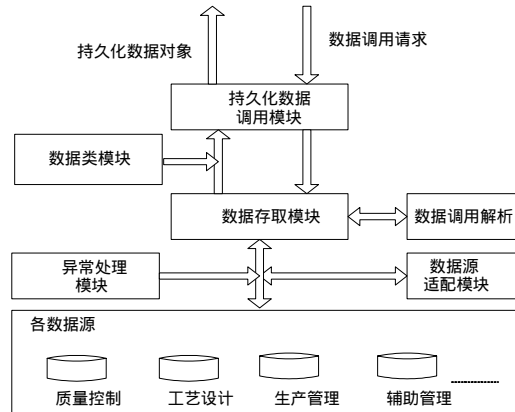 持久化数据对象
数据调用请求
持久化数据
调用模块
数据类模块
数据存取模块
数据调用解析
异常处理
模块
数据源
适配模块
各数据源
质量控制
工艺设计
生产管理
辅助管理